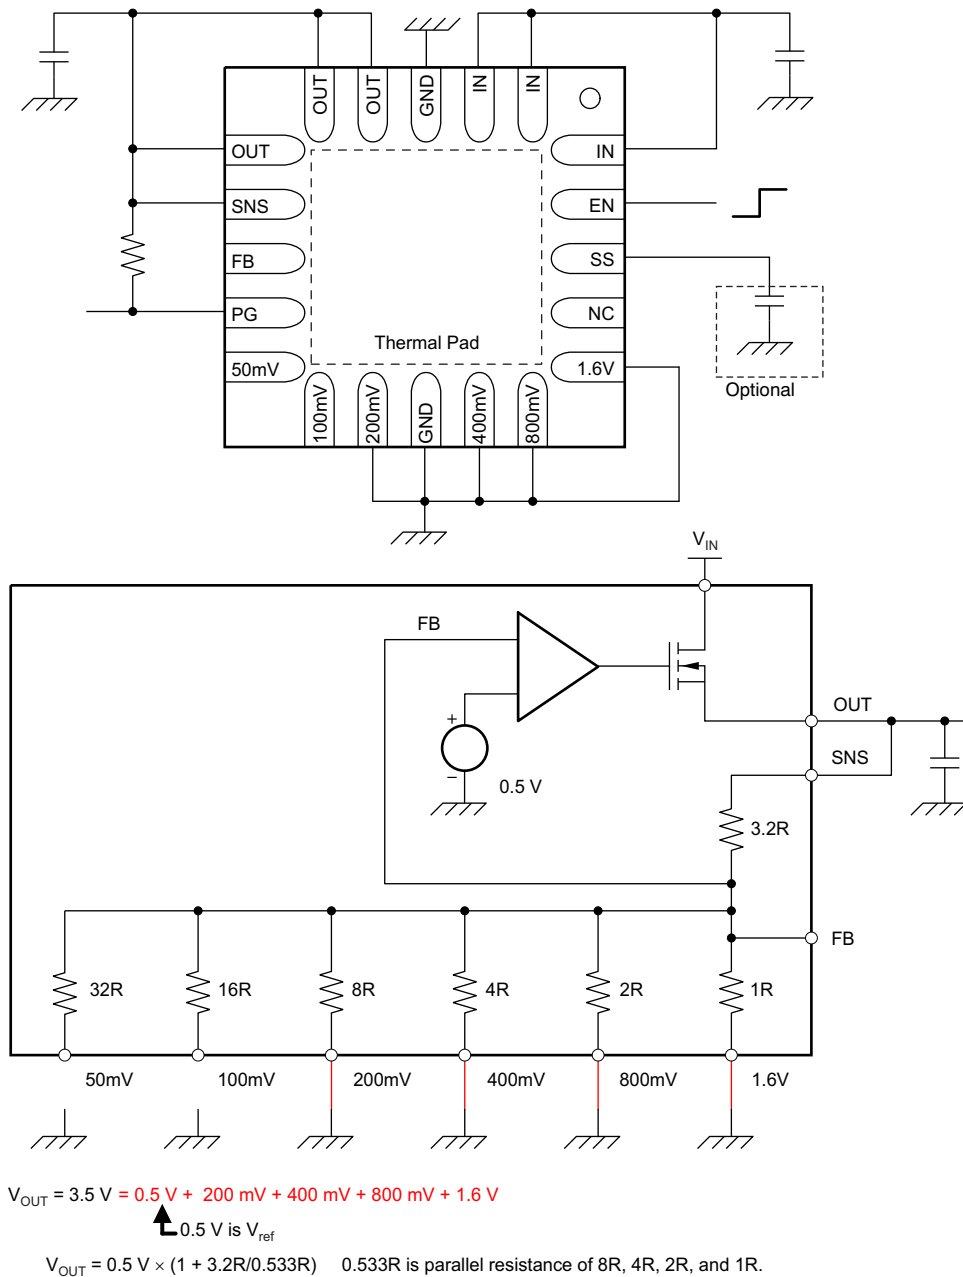 OUT
OUT
GND
IN
IN
OUT
IN
SNS
EN
FB
SS
PG
NC
Thermal Pad
50mV
1.6V
100mV
200mV
GND
400mV
800mV
Optional
V_IN
FB
OUT
+
SNS
−
0.5 V
3.2R
FB
32R
16R
8R
4R
2R
1R
50mV
100mV
200mV
400mV
800mV
1.6V
V_OUT = 3.5 V = 0.5 V + 200 mV + 400 mV + 800 mV + 1.6 V
0.5 V is V_ref
V_OUT = 0.5 V × (1 + 3.2R/0.533R) 0.533R is parallel resistance of 8R, 4R, 2R, and 1R.